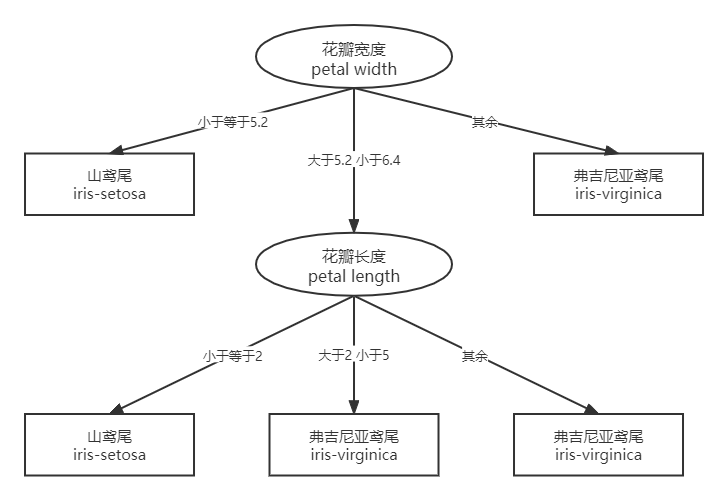 花瓣宽度
petal width
小于等于5.2
其余
大于5.2 小于6.4
山鸢尾
iris-setosa
弗吉尼亚鸢尾
iris-virginica
花瓣长度
petal length
小于等于2
大于2 小于5
其余
山鸢尾
iris-setosa
弗吉尼亚鸢尾
iris-virginica
弗吉尼亚鸢尾
iris-virginica